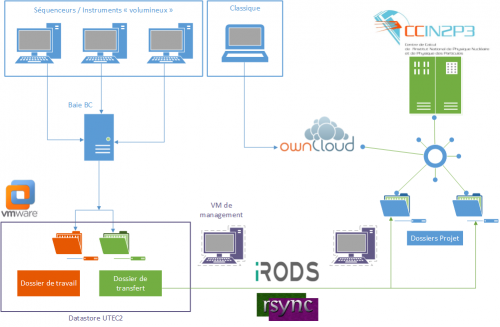 Séquenceurs / Instruments « volumineux »
Classique
CCIN2P3
Centre de Calcul
de l'Institut National de Physique Nucléaire
et de Physique des Particules
Baie BC
ownCloud
vmware
VM de
management
Dossiers Projet
Dossier de travail
Dossier de
transfert
iRODS
rsync
Datastore UTEC2